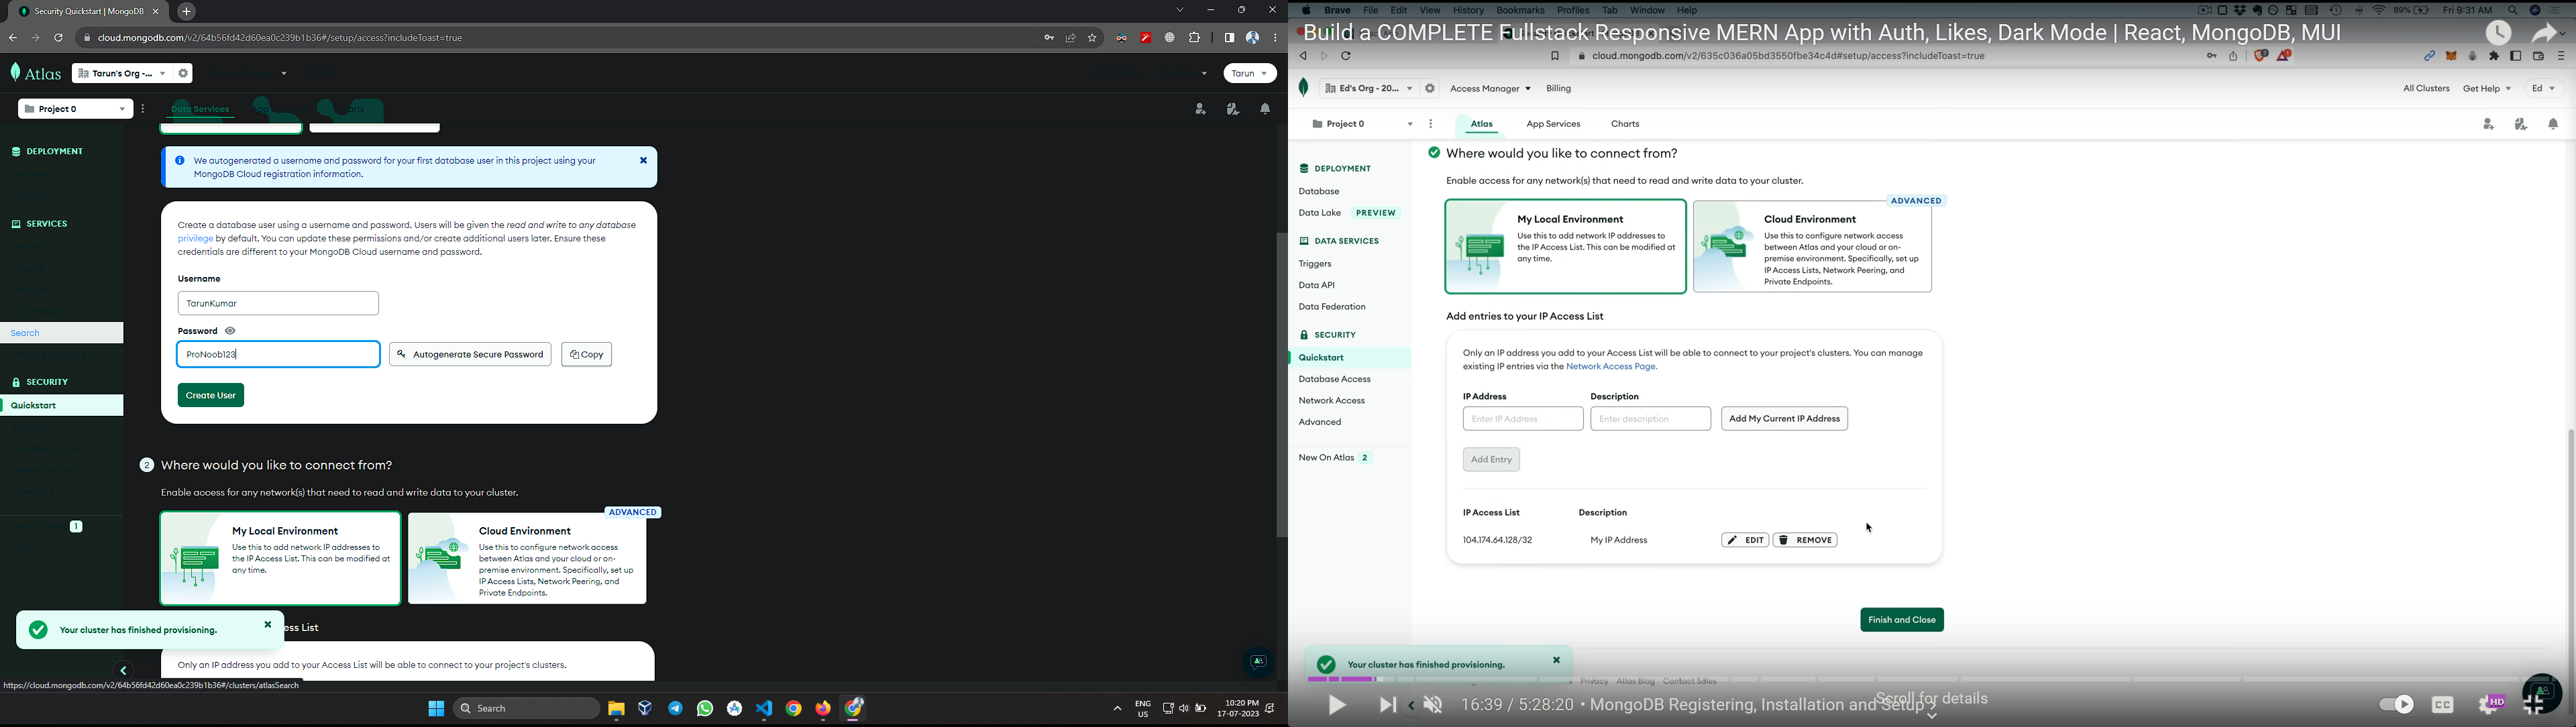 Security Quickstart | MongoDB
cloud.mongodb.com/v2/64b56fd42d60ea0c239b1b36#/setup/access?includeToast=true
Atlas
Tarun's Org -...
Tarun
Project 0
Data Services
DEPLOYMENT
SERVICES
Search
SECURITY
Quickstart
1
We autogenerated a username and password for your first database user in this project using your
MongoDB Cloud registration information.
Create a database user using a username and password. Users will be given the read and write to any database
privilege by default. You can update these permissions and/or create additional users later. Ensure these
credentials are different to your MongoDB Cloud username and password.
Username
TarunKumar
Password
ProNoob123
Autogenerate Secure Password
Copy
Create User
2 Where would you like to connect from?
Enable access for any network(s) that need to read and write data to your cluster.
My Local Environment
Use this to add network IP addresses to
the IP Access List. This can be modified at
any time.
ADVANCED
Cloud Environment
Use this to configure network access
between Atlas and your cloud or on-
premise environment. Specifically, set up
IP Access Lists, Network Peering, and
Private Endpoints.
Your cluster has finished provisioning.
ess List
Only an IP address you add to your Access List will be able to connect to your project's clusters.
https://cloud.mongodb.com/v2/64b56fd42d60ea0c239b1b36#/clusters/atlasSearch
Search
ENG
US
10:20 PM
17-07-2023
Brave File Edit View History Bookmarks Profiles Tab Window Help
69%
Fri 9:31 AM
Build a COMPLETE Fullstack Responsive MERN App with Auth, Likes, Dark Mode | React, MongoDB, MUI
cloud.mongodb.com/v2/635c036a05bd3550fbe34c4d#setup/access?includeToast=true
Ed's Org - 20...
Access Manager
Billing
All Clusters
Get Help
Ed
Project 0
Atlas
App Services
Charts
DEPLOYMENT
Database
Data Lake PREVIEW
DATA SERVICES
Triggers
Data API
Data Federation
SECURITY
Quickstart
Database Access
Network Access
Advanced
New On Atlas 2
Where would you like to connect from?
Enable access for any network(s) that need to read and write data to your cluster.
My Local Environment
Use this to add network IP addresses to
the IP Access List. This can be modified at
any time.
ADVANCED
Cloud Environment
Use this to configure network access
between Atlas and your cloud or on-
premise environment. Specifically, set up
IP Access Lists, Network Peering, and
Private Endpoints.
Add entries to your IP Access List
Only an IP address you add to your Access List will be able to connect to your project's clusters. You can manage
existing IP entries via the Network Access Page.
IP Address Description
Enter IP Address Enter description Add My Current IP Address
Add Entry
IP Access List Description
104.174.64.128/32 My IP Address EDIT REMOVE
Finish and Close
Your cluster has finished provisioning.
Privacy Atlas Blog Contact Sales
16:39 / 5:28:20 • MongoDB Registering, Installation and Setup
Scroll for details
CC
HD